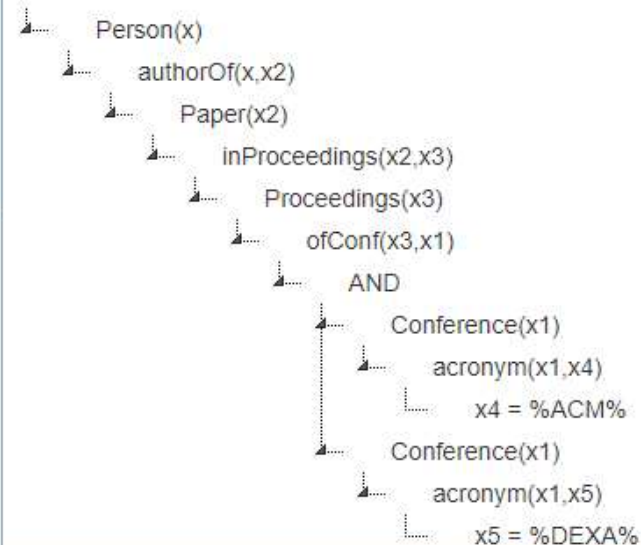 Person(x)
authorOf(x,x2)
Paper(x2)
inProceedings(x2,x3)
Proceedings(x3)
ofConf(x3,x1)
AND
Conference(x1)
acronym(x1,x4)
x4 = %ACM%
Conference(x1)
acronym(x1,x5)
x5 = %DEXA%